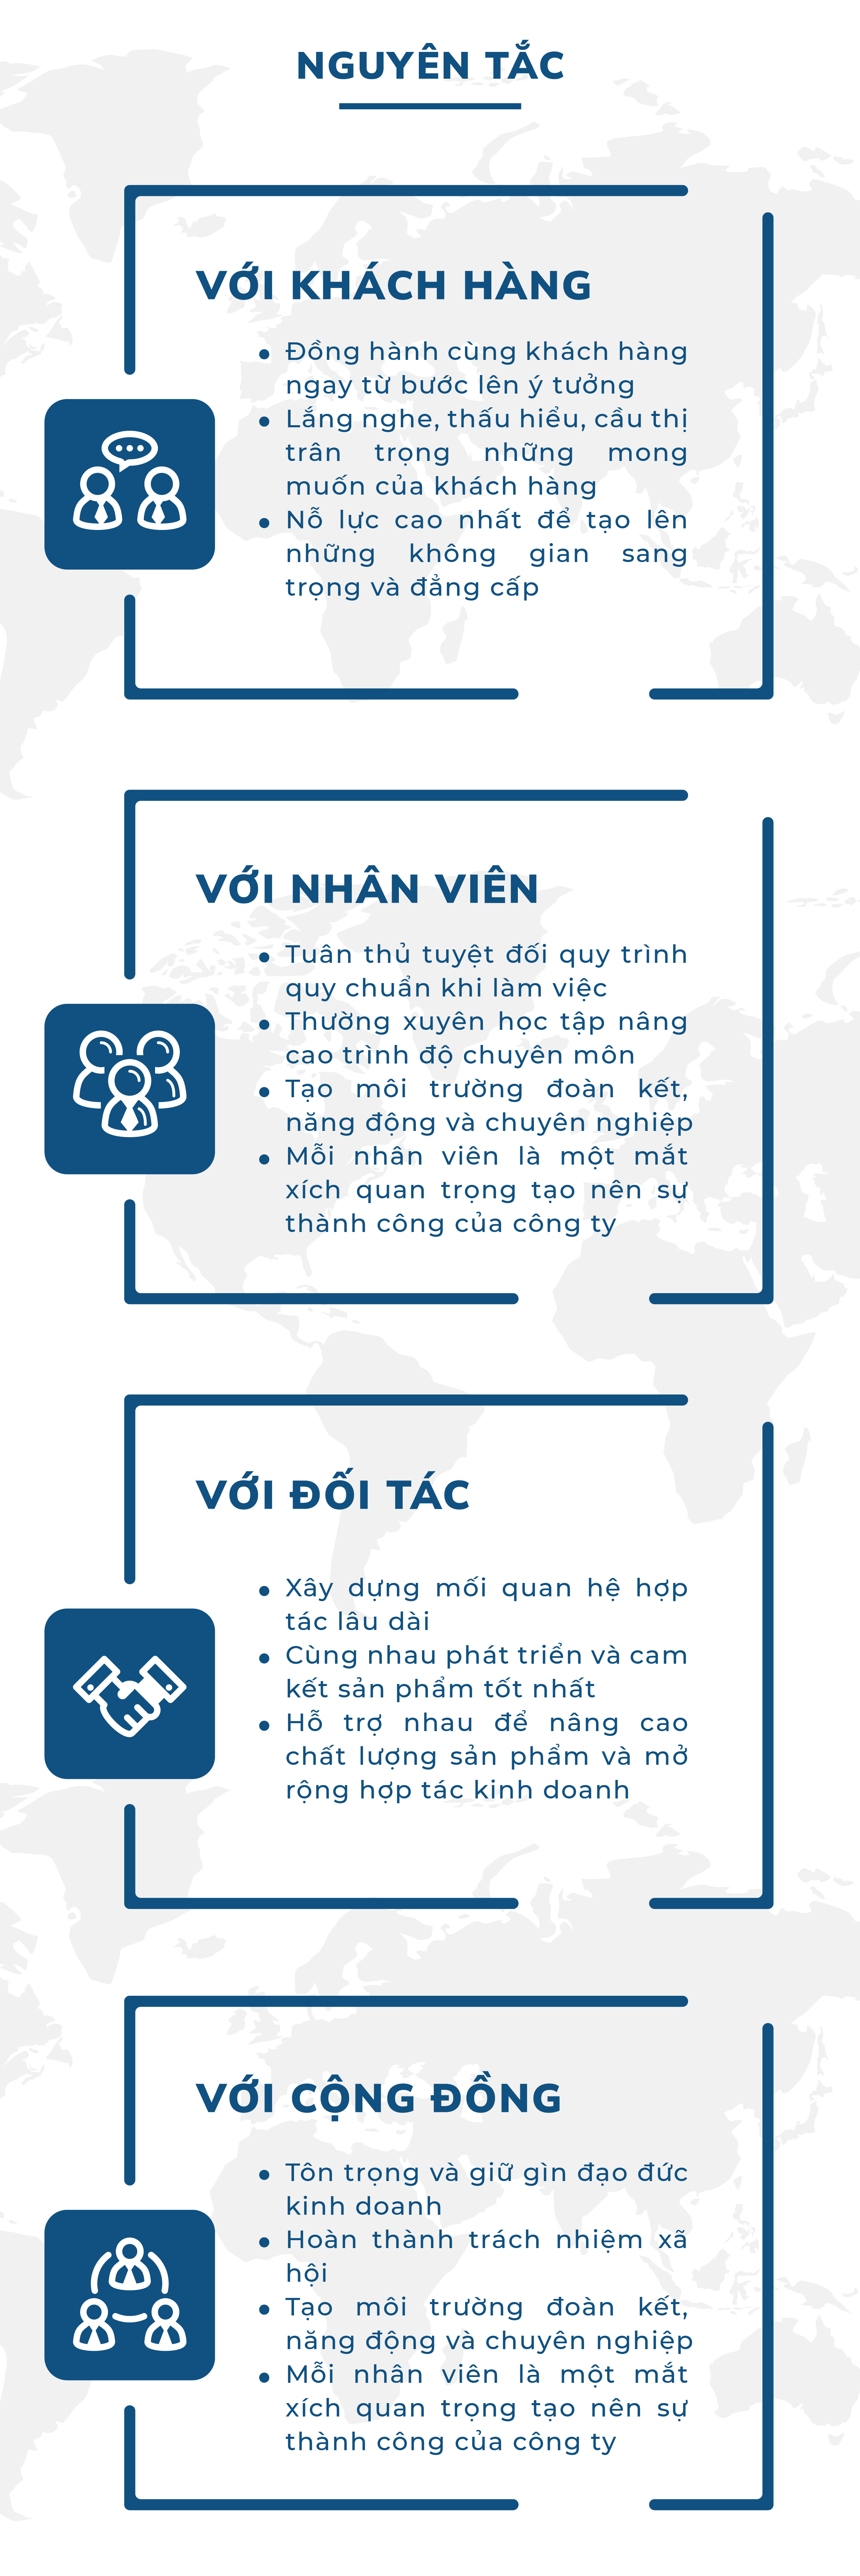 NGUYÊN TẮC
VỚI KHÁCH HÀNG
• Đồng hành cùng khách hàng
ngay từ bước lên ý tưởng
• Lắng nghe, thấu hiểu, cầu thị
trân trọng những mong
muốn của khách hàng
• Nỗ lực cao nhất để tạo lên
những không gian sang
trọng và đẳng cấp
VỚI NHÂN VIÊN
• Tuân thủ tuyệt đối quy trình
quy chuẩn khi làm việc
• Thường xuyên học tập nâng
cao trình độ chuyên môn
• Tạo môi trường đoàn kết,
năng động và chuyên nghiệp
• Mỗi nhân viên là một mắt
xích quan trọng tạo nên sự
thành công của công ty
VỚI ĐỐI TÁC
• Xây dựng mối quan hệ hợp
tác lâu dài
• Cùng nhau phát triển và cam
kết sản phẩm tốt nhất
• Hỗ trợ nhau để nâng cao
chất lượng sản phẩm và mở
rộng hợp tác kinh doanh
VỚI CỘNG ĐỒNG
• Tôn trọng và giữ gìn đạo đức
kinh doanh
• Hoàn thành trách nhiệm xã
hội
• Tạo môi trường đoàn kết,
năng động và chuyên nghiệp
• Mỗi nhân viên là một mắt
xích quan trọng tạo nên sự
thành công của công ty